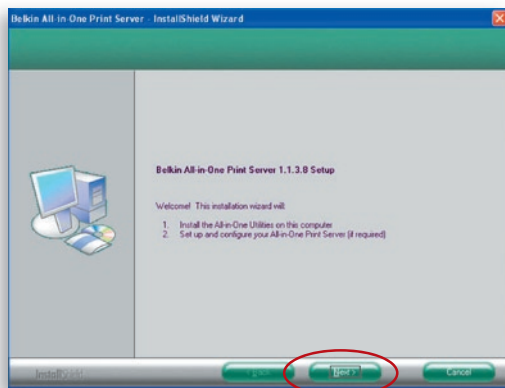 Belkin All-in-One Print Server - InstallShield Wizard
Belkin All-in-One Print Server 1.1.3.8 Setup
Welcome! This installation wizard will:
1. Install the All-in-One Utilities on this computer
2. Set up and configure your All-in-One Print Server (if required)
InstallShield
< Back
Next >
Cancel